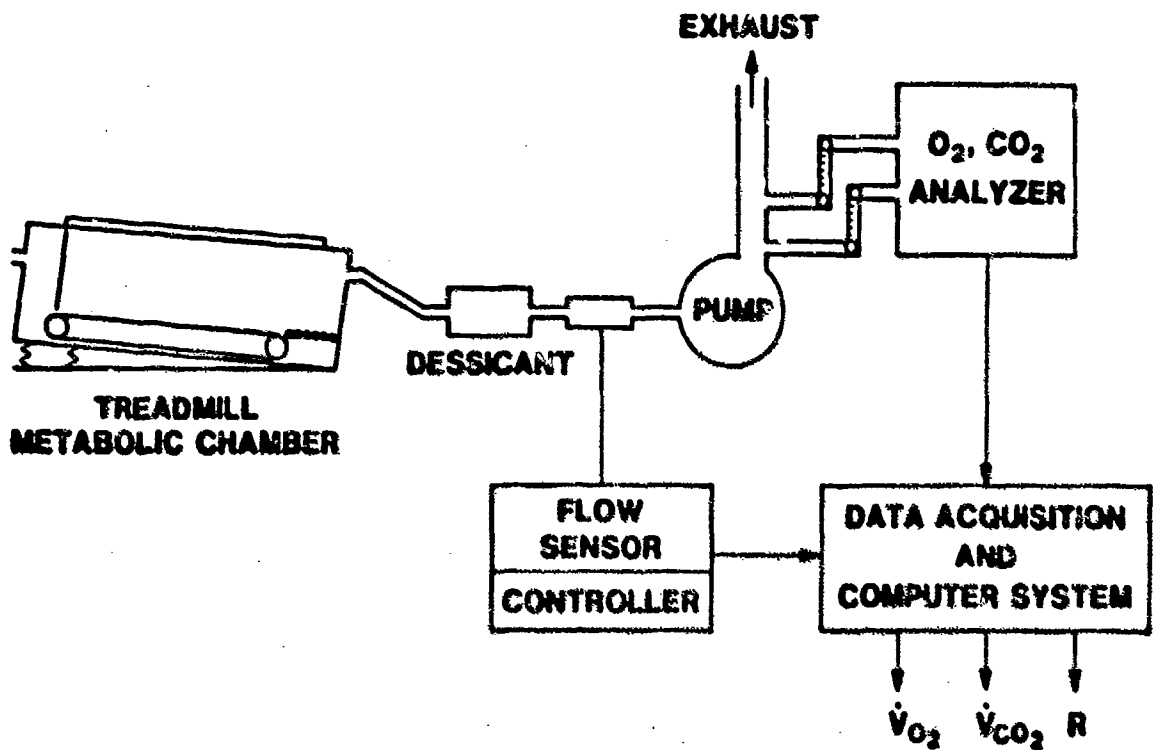 EXHAUST
O₂, CO₂
ANALYZER
PUMP
DESSICANT
TREADMILL
METABOLIC CHAMBER
FLOW
SENSOR
CONTROLLER
DATA ACQUISITION
AND
COMPUTER SYSTEM
V̇O₂ V̇CO₂ R